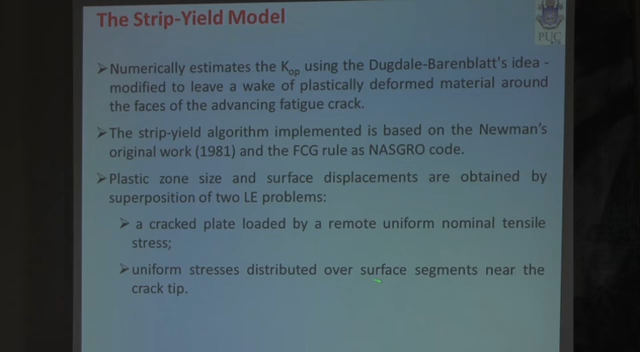 The Strip-Yield Model
PUC
➢Numerically estimates the Kop using the Dugdale-Barenblatt's idea -
modified to leave a wake of plastically deformed material around
the faces of the advancing fatigue crack.
➢The strip-yield algorithm implemented is based on the Newman's
original work (1981) and the FCG rule as NASGRO code.
➢Plastic zone size and surface displacements are obtained by
superposition of two LE problems:
➢ a cracked plate loaded by a remote uniform nominal tensile
stress;
➢uniform stresses distributed over surface segments near the
crack tip.